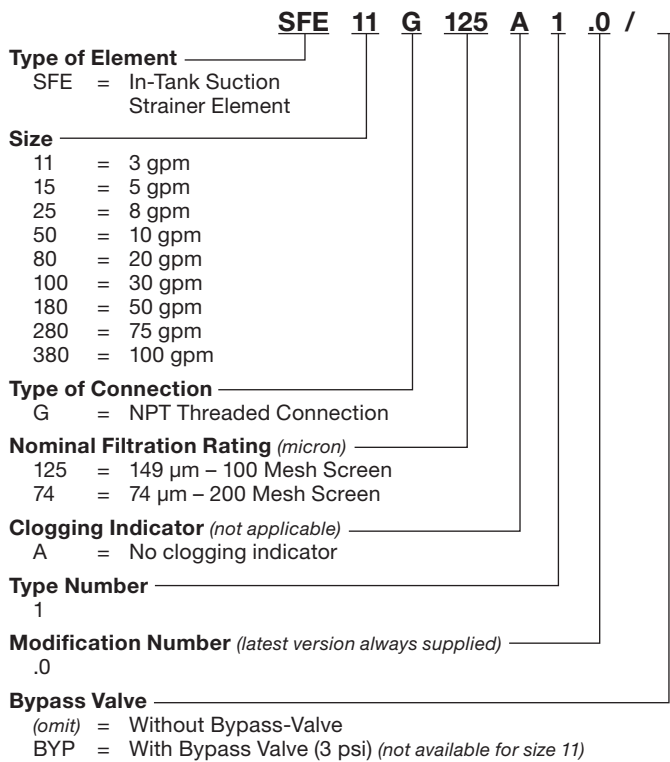 SFE 11 G 125 A 1 .0 /
Type of Element
SFE = In-Tank Suction
Strainer Element
Size
11 = 3 gpm
15 = 5 gpm
25 = 8 gpm
50 = 10 gpm
80 = 20 gpm
100 = 30 gpm
180 = 50 gpm
280 = 75 gpm
380 = 100 gpm
Type of Connection
G = NPT Threaded Connection
Nominal Filtration Rating (micron)
125 = 149 µm – 100 Mesh Screen
74 = 74 µm – 200 Mesh Screen
Clogging Indicator (not applicable)
A = No clogging indicator
Type Number
1
Modification Number (latest version always supplied)
.0
Bypass Valve
(omit) = Without Bypass-Valve
BYP = With Bypass Valve (3 psi) (not available for size 11)